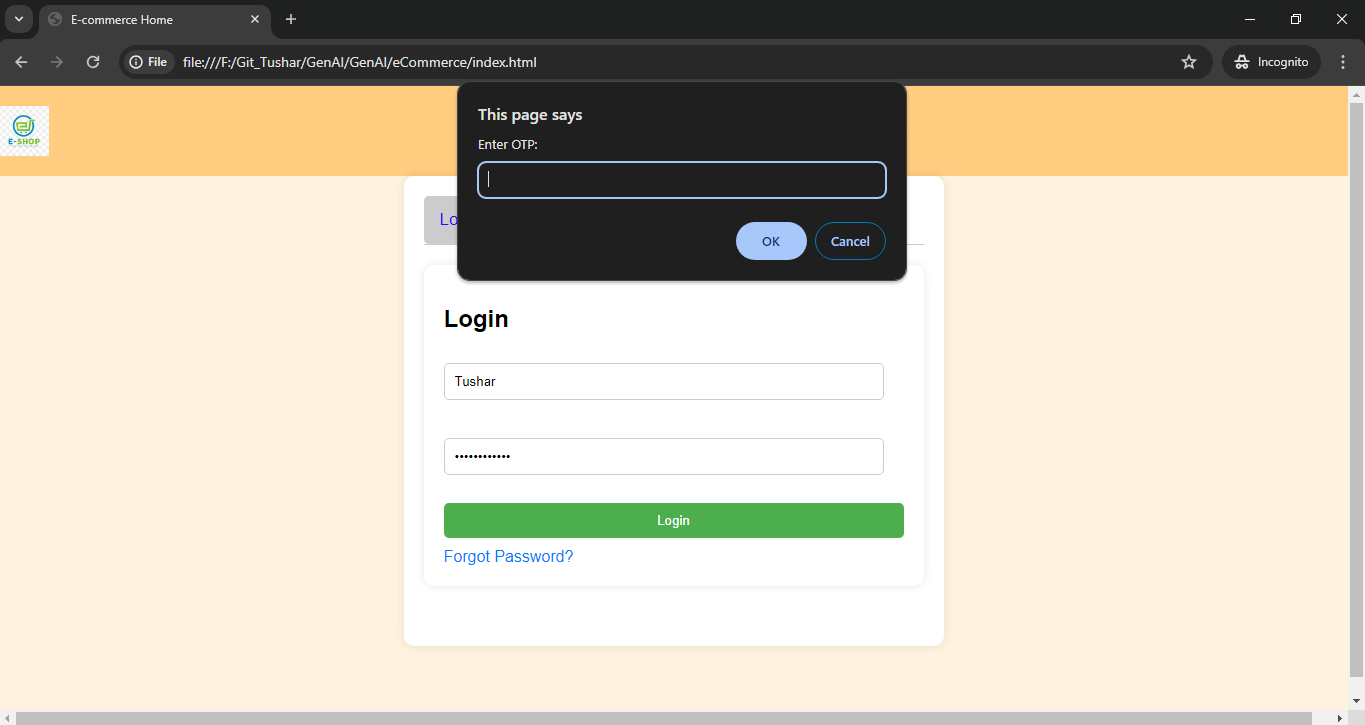 E-commerce Home
File
file:///F:/Git_Tushar/GenAI/GenAI/eCommerce/index.html
Incognito
E-SHOP
This page says
Enter OTP:
OK
Cancel
Lo
Login
Tushar
••••••••••••
Login
Forgot Password?